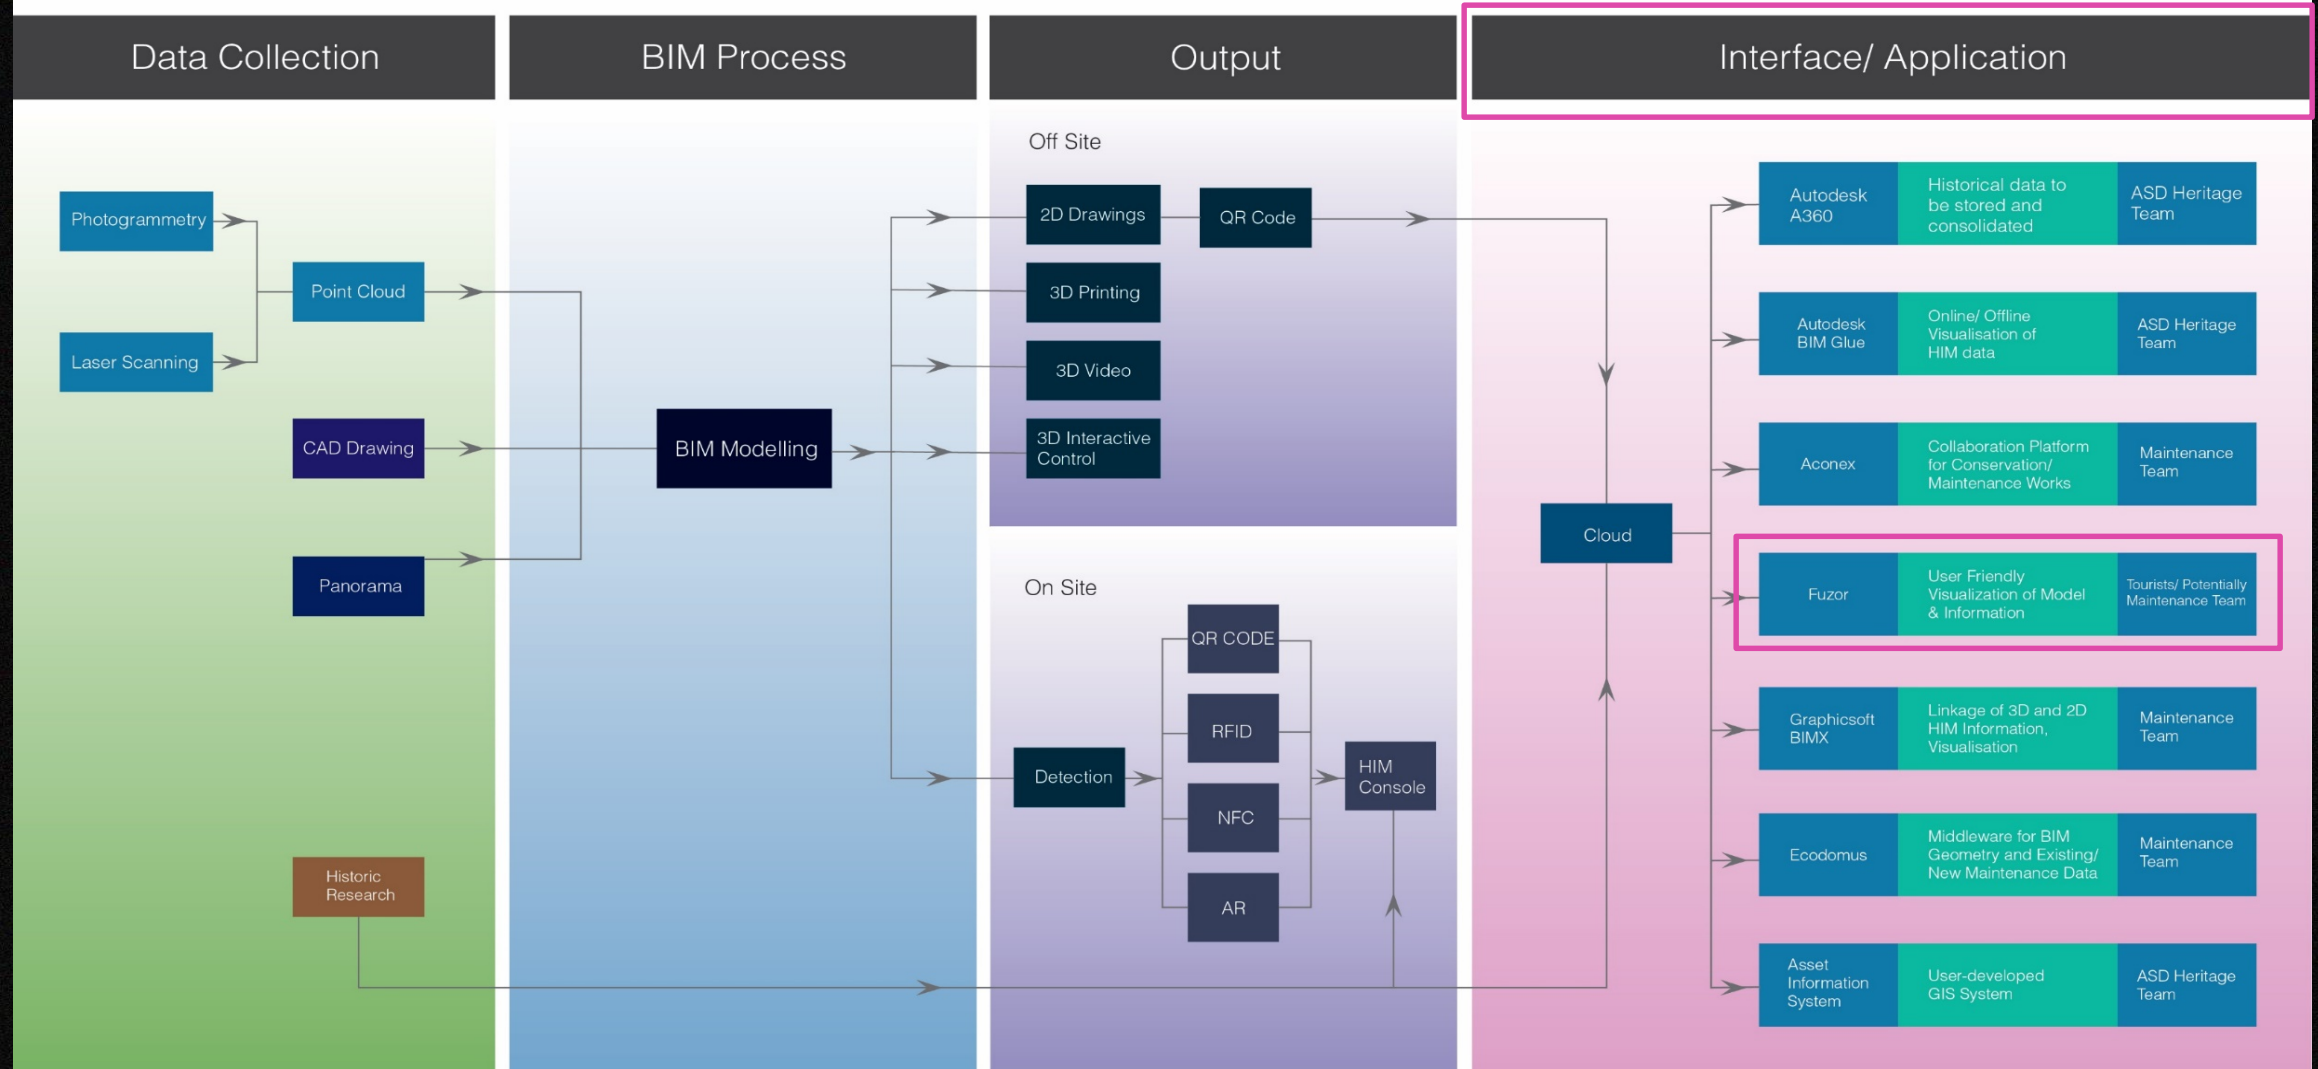 Data Collection
BIM Process
Output
Interface/ Application
Photogrammetry
Laser Scanning
Point Cloud
CAD Drawing
Panorama
Historic
Research
BIM Modelling
Off Site
2D Drawings
QR Code
3D Printing
3D Video
3D Interactive
Control
On Site
Detection
QR CODE
RFID
NFC
AR
HIM
Console
Cloud
Autodesk
A360
Historical data to
be stored and
consolidated
ASD Heritage
Team
Autodesk
BIM Glue
Online/ Offline
Visualisation of
HIM data
ASD Heritage
Team
Aconex
Collaboration Platform
for Conservation/
Maintenance Works
Maintenance
Team
Fuzor
User Friendly
Visualization of Model
& Information
Tourists/ Potentially
Maintenance Team
Graphicsoft
BIMX
Linkage of 3D and 2D
HIM Information,
Visualisation
Maintenance
Team
Ecodomus
Middleware for BIM
Geometry and Existing/
New Maintenance Data
Maintenance
Team
Asset
Information
System
User-developed
GIS System
ASD Heritage
Team